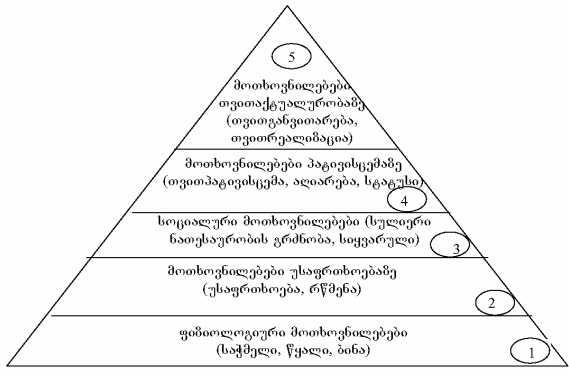 5
მოთხოვნილებები
თვითაქტუალურობაზე
(თვითგანვითარება,
თვითრეალიზაცია)
მოთხოვნილებები პატივისცემაზე
(თვითპატივისცემა, აღიარება, სტატუსი)
4
სოციალური მოთხოვნილებები (სულიერი
ნათესაურობის გრძნობა, სიყვარული)
3
მოთხოვნილებები უსაფრთხოებაზე
(უსაფრთხოება, რწმენა)
2
ფიზიოლოგიური მოთხოვნილებები
(საჭმელი, წყალი, ბინა)
1